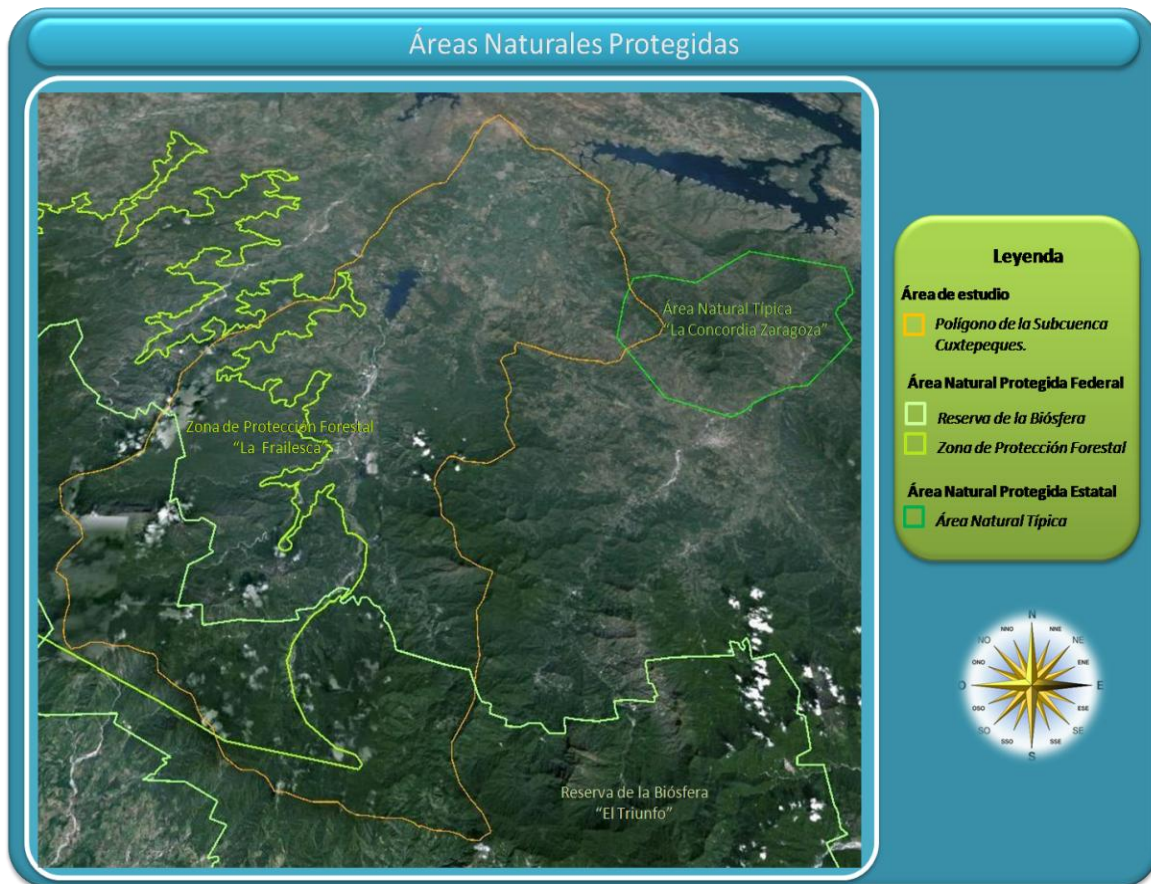 Áreas Naturales Protegidas
Área Natural Típica
"La Concordia Zaragoza"
Zona de Protección Forestal
"La Frailesca"
Reserva de la Biósfera
"El Triunfo"
Leyenda
Área de estudio
Polígono de la Subcuenca
Cuxtepeques.
Área Natural Protegida Federal
Reserva de la Biósfera
Zona de Protección Forestal
Área Natural Protegida Estatal
Área Natural Típica
N
NNO
NNE
NO
NE
ONO
ENE
O
E
OSO
ESE
SO
SE
SSO
SSE
S